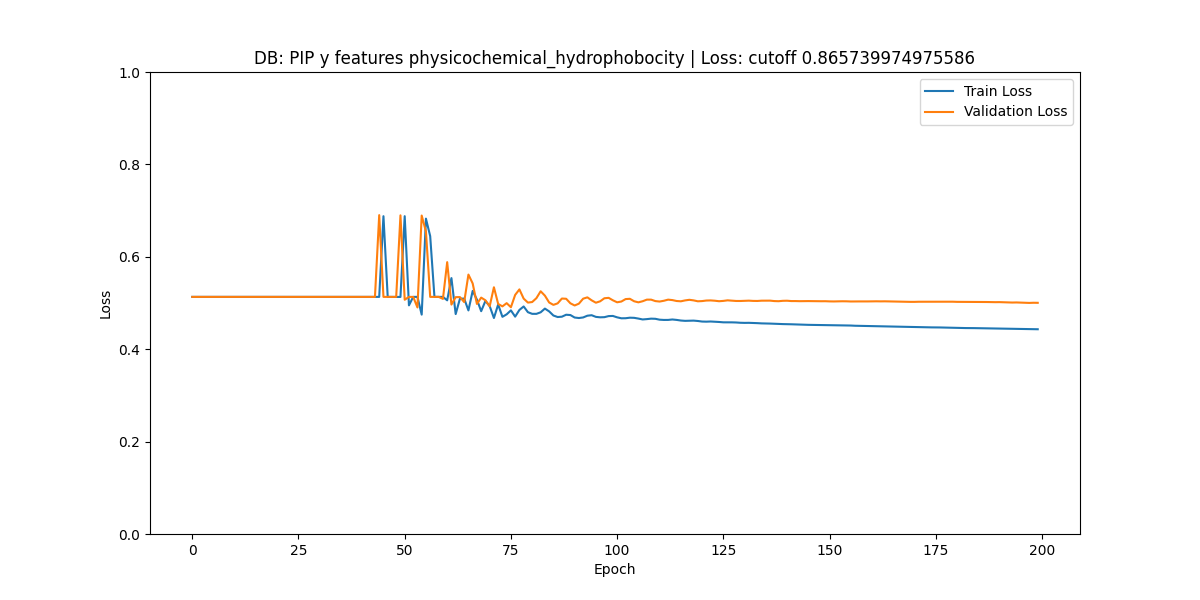 DB: PIP y features physicochemical_hydrophobocity | Loss: cutoff 0.865739974975586
Train Loss
Validation Loss
1.0
0.8
0.6
0.4
0.2
0.0
Loss
0 25 50 75 100 125 150 175 200
Epoch